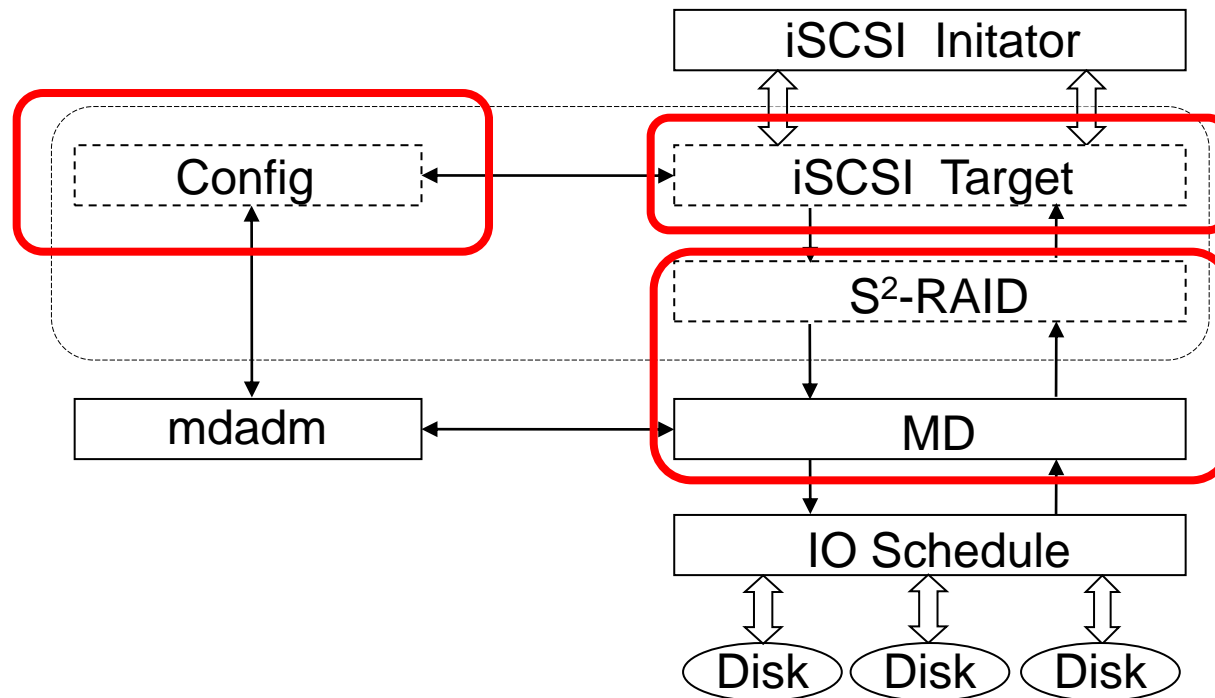 iSCSI Initator
Config
iSCSI Target
S²-RAID
mdadm
MD
IO Schedule
Disk Disk Disk